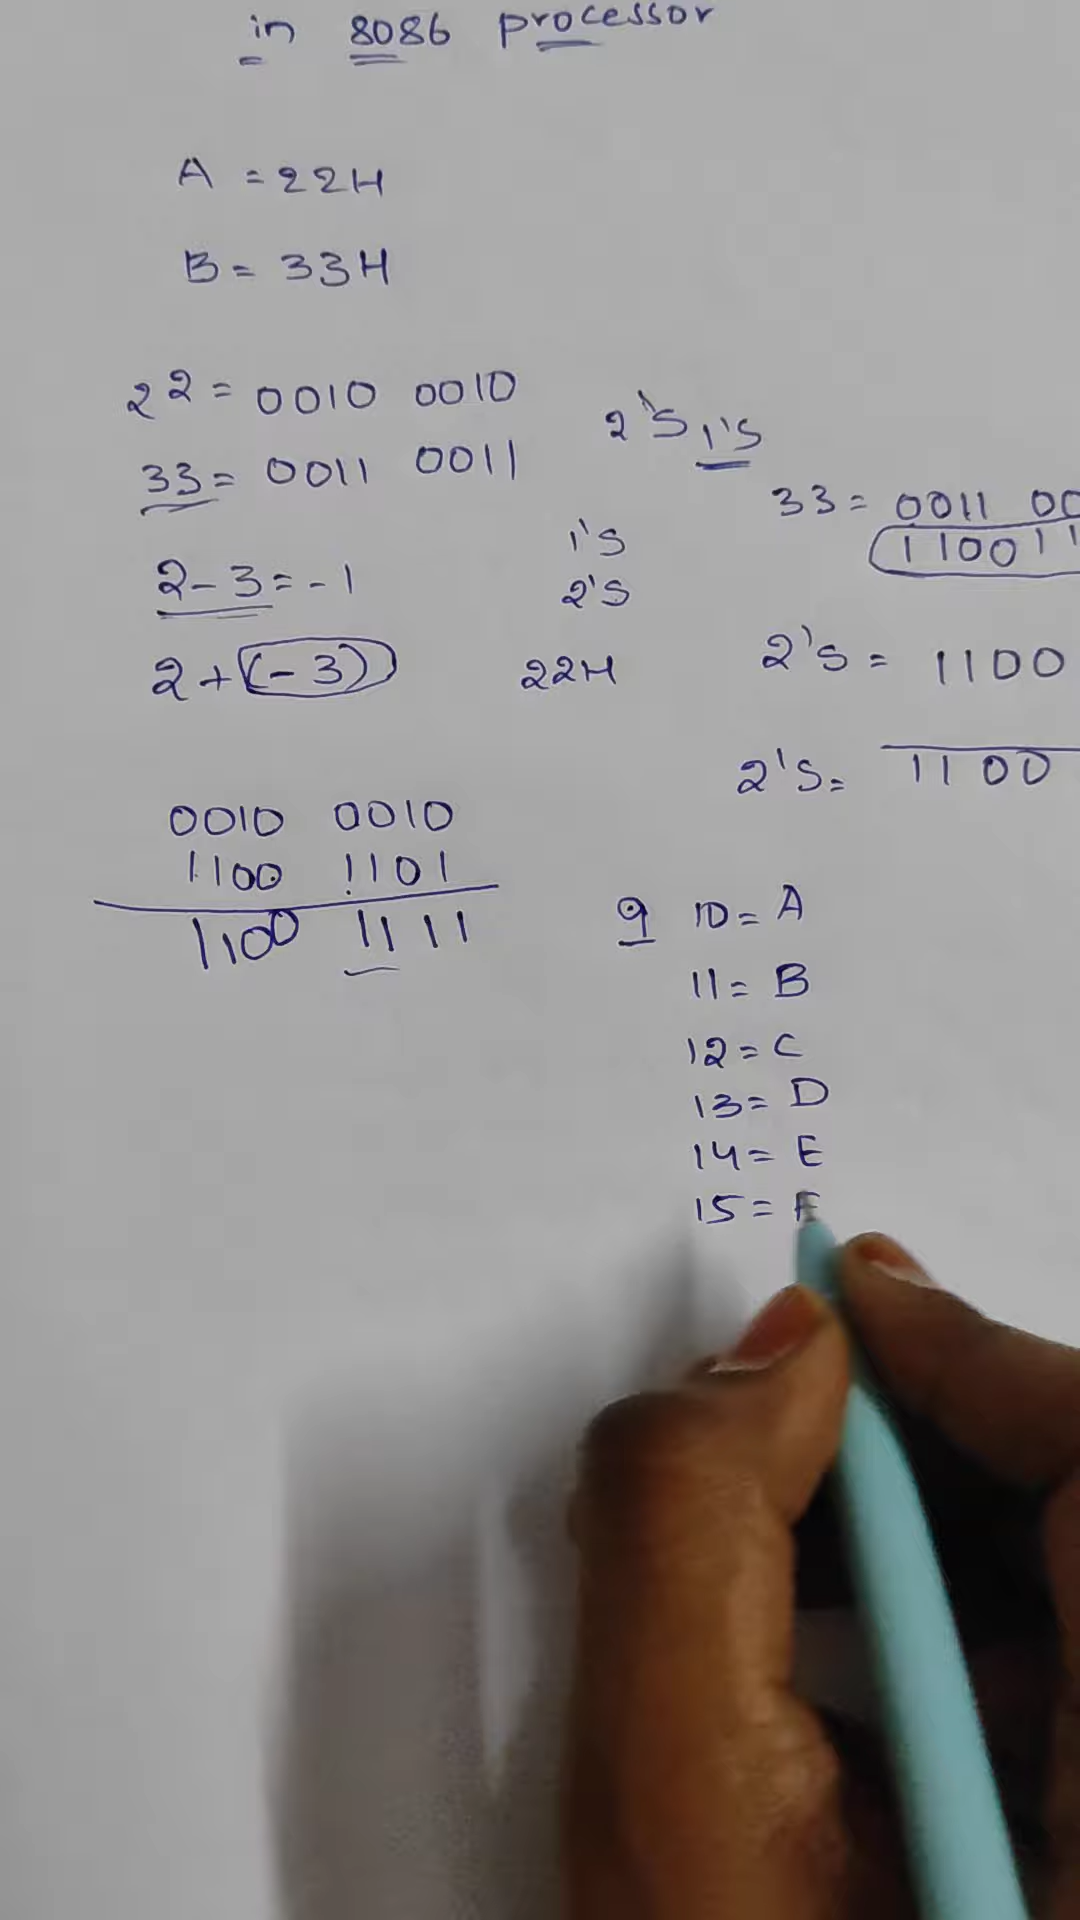 in 8086 processor
A = 22H
B = 33H
22 = 0010 0010
33 = 0011 0011
2-3 = -1
2+(-3)
2's 1's
1's
2's
22H
33 = 0011 00
110011
2's = 1100
2's = 1100
0010 0010
1100 1101
1100 1111
9 10 = A
11 = B
12 = C
13 = D
14 = E
15 = F